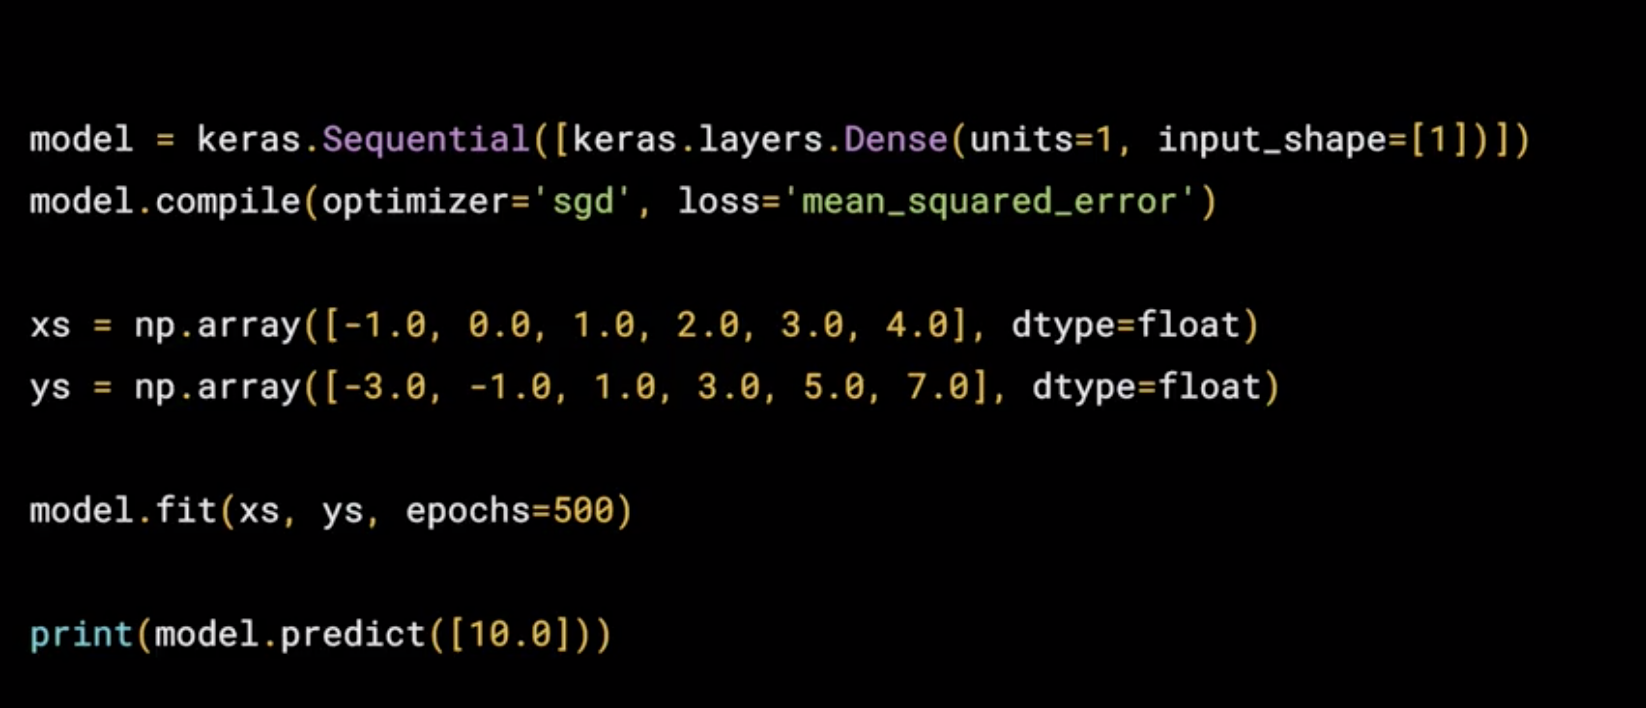 model = keras.Sequential([keras.layers.Dense(units=1, input_shape=[1])])
model.compile(optimizer='sgd', loss='mean_squared_error')
xs = np.array([-1.0, 0.0, 1.0, 2.0, 3.0, 4.0], dtype=float)
ys = np.array([-3.0, -1.0, 1.0, 3.0, 5.0, 7.0], dtype=float)
model.fit(xs, ys, epochs=500)
print(model.predict([10.0]))